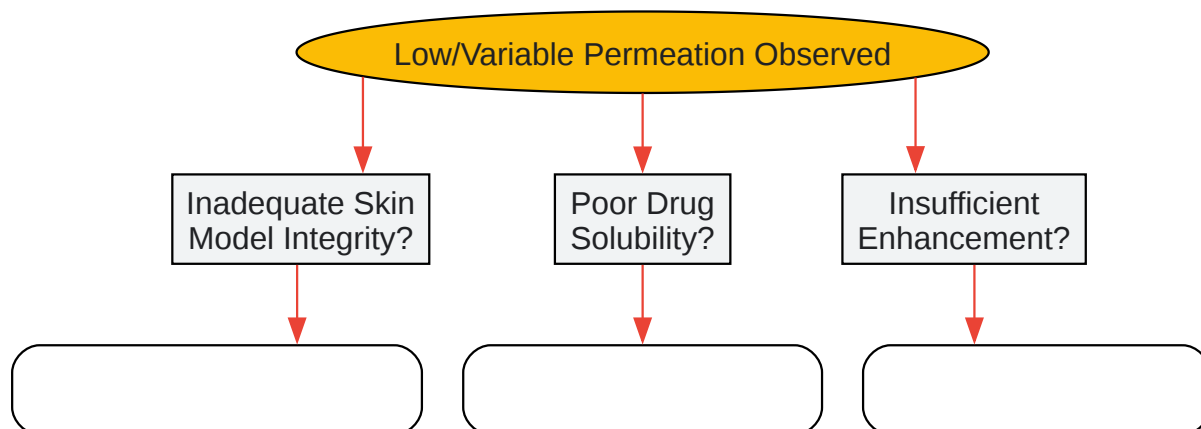 Low/Variable Permeation Observed
Inadequate Skin
Model Integrity?
Poor Drug
Solubility?
Insufficient
Enhancement?